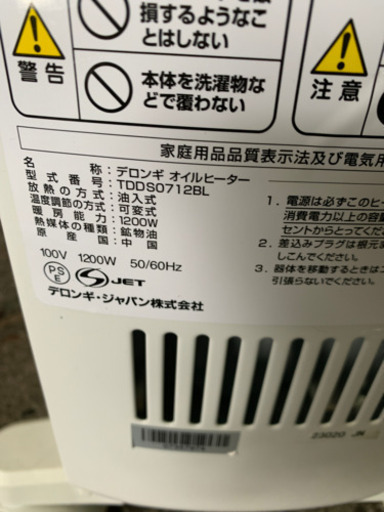 損するようなこ
とはしない
警告
本体を洗濯物な
どで覆わない
注意
家庭用品品質表示法及び電気用
名称:デロンギ オイルヒーター
型式番号:TDDS0712BL
放熱の方式:油入式
温度調節の方式:可変式
暖房能力:1200W
熱媒体の種類:鉱物油
原産国:中国
100V 1200W 50/60Hz
PS
E
JET
デロンギ・ジャパン株式会社
1. 電源は必ずこのヒー
消費電力以上の容量
セントからとってくだ
2. 差込みプラグは根元ま
しこんでください。
3. 器体を移動するときはコ
引張らないでください。
23020 JK